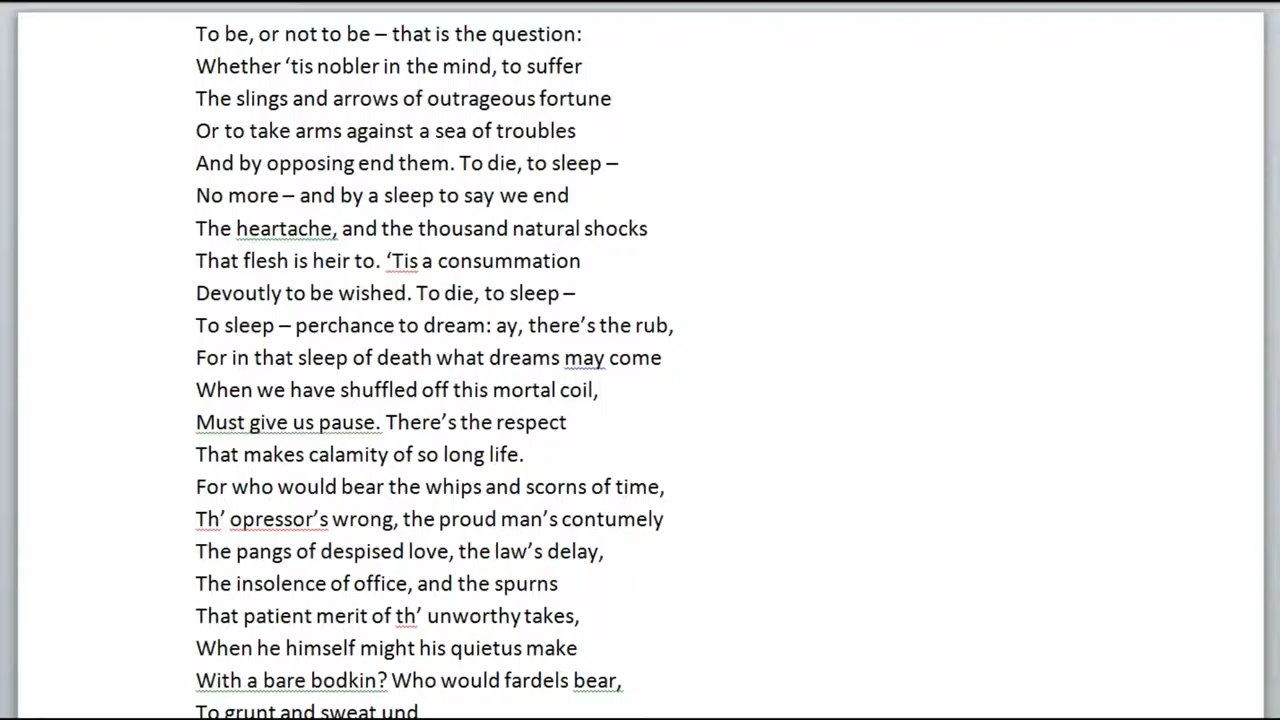 To be, or not to be – that is the question:
Whether ‘tis nobler in the mind, to suffer
The slings and arrows of outrageous fortune
Or to take arms against a sea of troubles
And by opposing end them. To die, to sleep –
No more – and by a sleep to say we end
The heartache, and the thousand natural shocks
That flesh is heir to. ‘Tis a consummation
Devoutly to be wished. To die, to sleep –
To sleep – perchance to dream: ay, there’s the rub,
For in that sleep of death what dreams may come
When we have shuffled off this mortal coil,
Must give us pause. There’s the respect
That makes calamity of so long life.
For who would bear the whips and scorns of time,
Th’ opressor’s wrong, the proud man’s contumely
The pangs of despised love, the law’s delay,
The insolence of office, and the spurns
That patient merit of th’ unworthy takes,
When he himself might his quietus make
With a bare bodkin? Who would fardels bear,
To grunt and sweat und